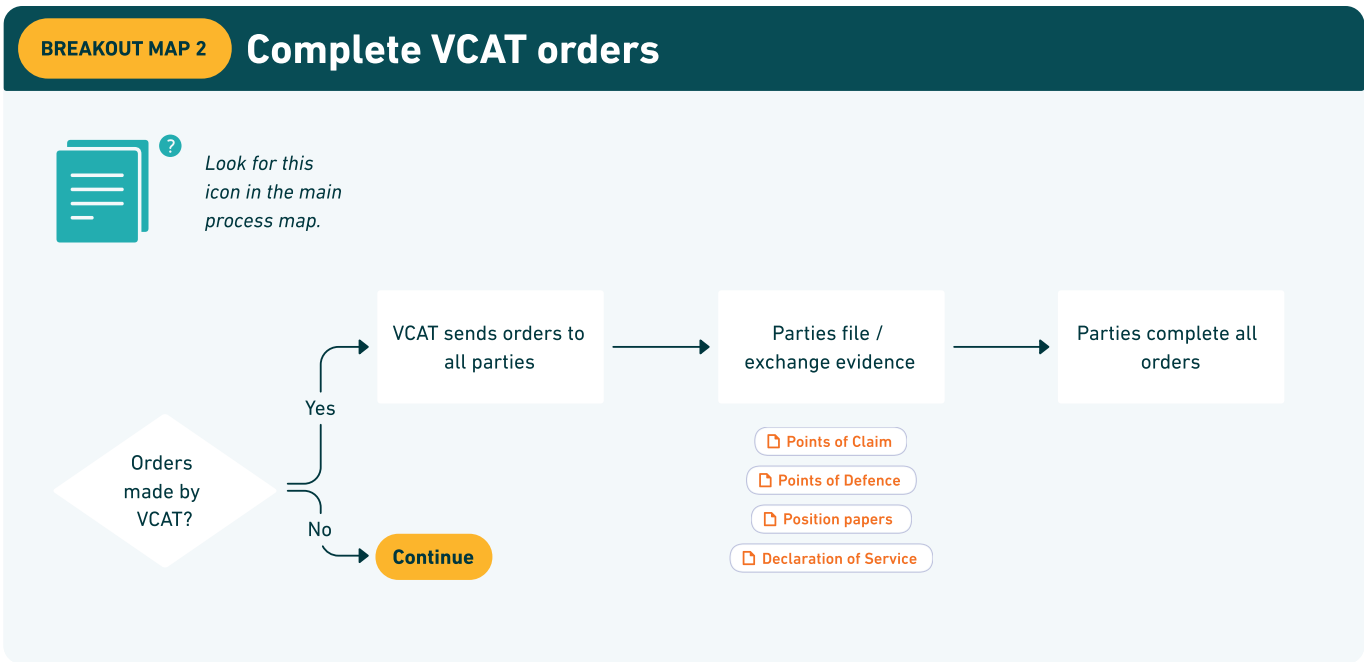 BREAKOUT MAP 2
Complete VCAT orders
?
Look for this
icon in the main
process map.
Orders
made by
VCAT?
Yes
No
Continue
VCAT sends orders to
all parties
Parties file /
exchange evidence
Points of Claim
Points of Defence
Position papers
Declaration of Service
Parties complete all
orders